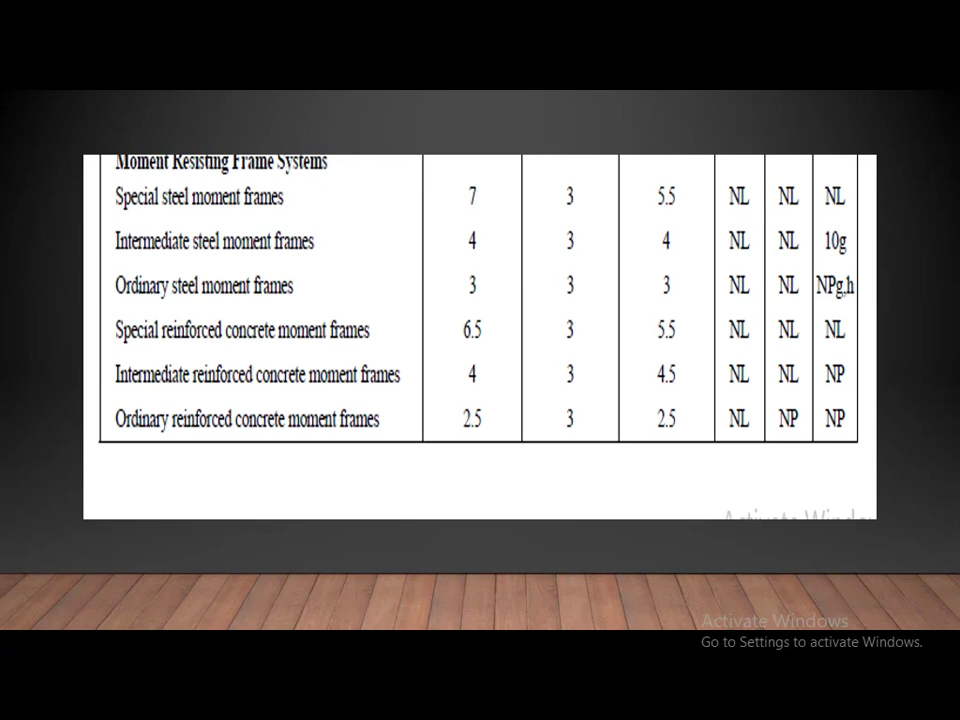 Moment Resisting Frame Systems
Special steel moment frames 7 3 5.5 NL NL NL
Intermediate steel moment frames 4 3 4 NL NL 10g
Ordinary steel moment frames 3 3 3 NL NL NPg,h
Special reinforced concrete moment frames 6.5 3 5.5 NL NL NL
Intermediate reinforced concrete moment frames 4 3 4.5 NL NL NP
Ordinary reinforced concrete moment frames 2.5 3 2.5 NL NP NP
Activate Windows
Go to Settings to activate Windows.